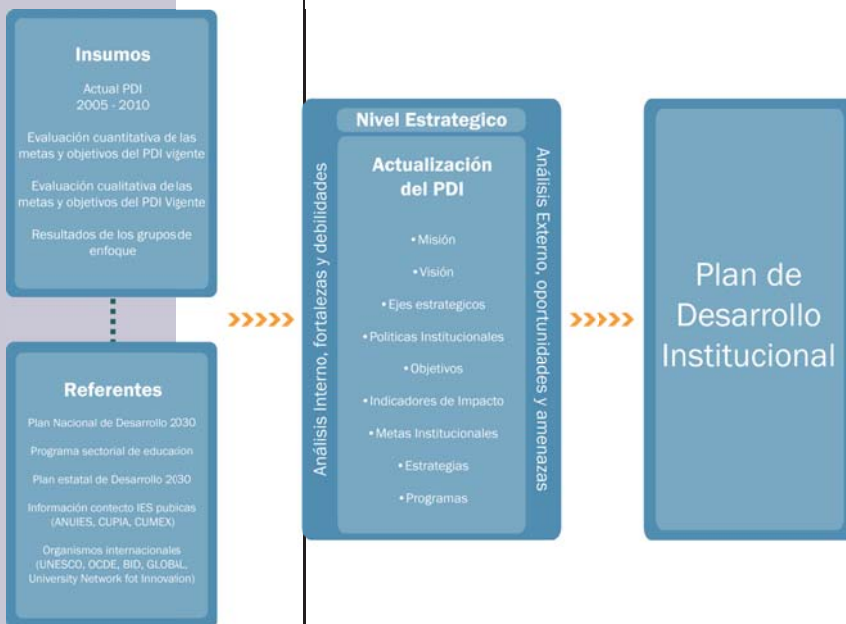 Insumos
Actual PDI
2005 - 2010
Evaluación cuantitativa de las
metas y objetivos del PDI vigente
Evaluación cualitativa de las
metas y objetivos del PDI Vigente
Resultados de los grupos de
enfoque
Referentes
Plan Nacional de Desarrollo 2030
Programa sectorial de educacion
Plan estatal de Desarrollo 2030
Información contecto IES pubicas
(ANUIES, CUPIA, CUMEX)
Organismos internacionales
(UNESCO, OCDE, BID, GLOBAL,
University Network fot Innovation)
Nivel Estrategico
Análisis Interno, fortalezas y debilidades
Actualización
del PDI
• Misión
• Visión
• Ejes estrategicos
• Politicas Institucionales
• Objetivos
• Indicadores de Impacto
• Metas Institucionales
• Estrategias
• Programas
Análisis Externo, oportunidades y amenazas
Plan de
Desarrollo
Institucional